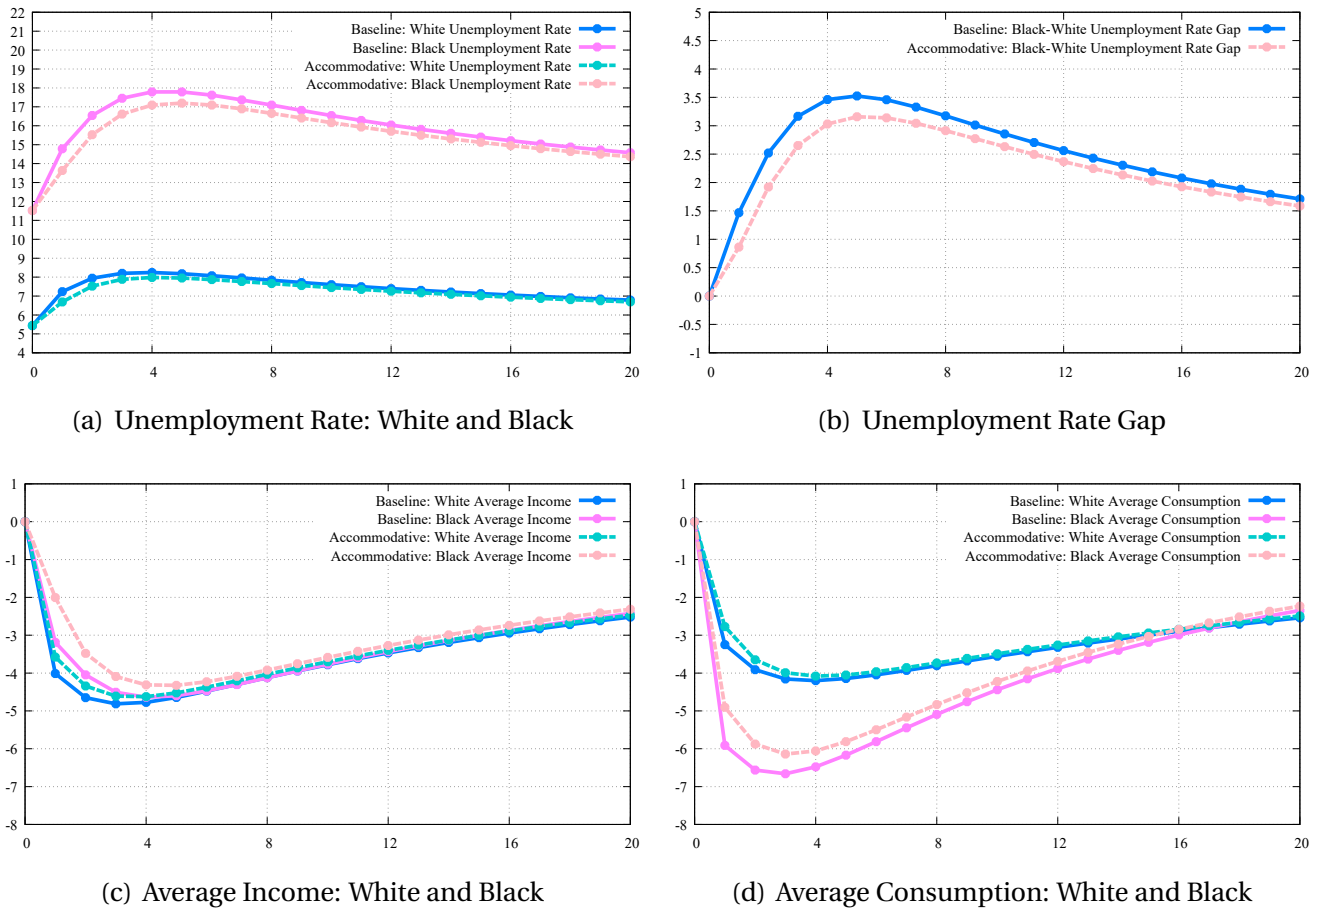 22
21
20
19
18
17
16
15
14
13
12
11
10
9
8
7
6
5
4
0 4 8 12 16 20
Baseline: White Unemployment Rate
Baseline: Black Unemployment Rate
Accommodative: White Unemployment Rate
Accommodative: Black Unemployment Rate
(a) Unemployment Rate: White and Black
5
4.5
4
3.5
3
2.5
2
1.5
1
0.5
0
-0.5
-1
0 4 8 12 16 20
Baseline: Black-White Unemployment Rate Gap
Accommodative: Black-White Unemployment Rate Gap
(b) Unemployment Rate Gap
1
0
-1
-2
-3
-4
-5
-6
-7
-8
0 4 8 12 16 20
Baseline: White Average Income
Baseline: Black Average Income
Accommodative: White Average Income
Accommodative: Black Average Income
(c) Average Income: White and Black
1
0
-1
-2
-3
-4
-5
-6
-7
-8
0 4 8 12 16 20
Baseline: White Average Consumption
Baseline: Black Average Consumption
Accommodative: White Average Consumption
Accommodative: Black Average Consumption
(d) Average Consumption: White and Black